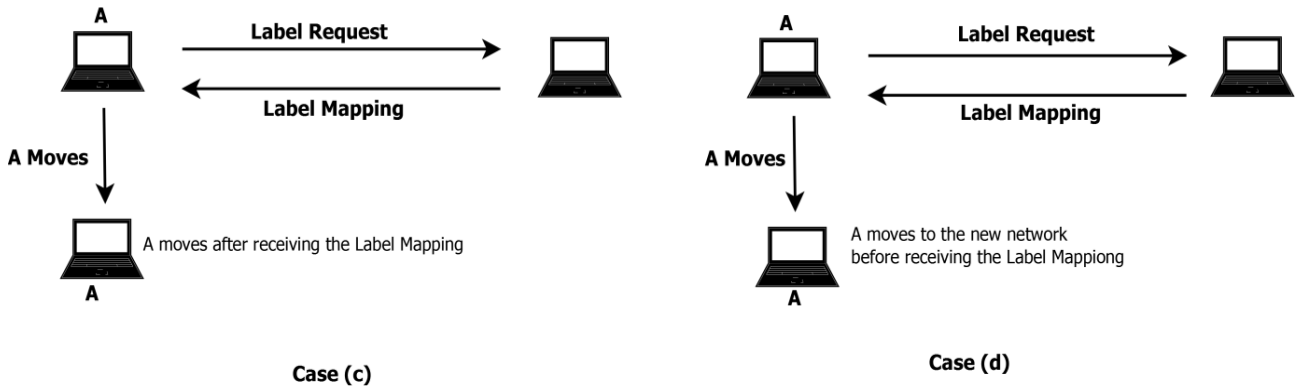 A
Label Request
Label Mapping
A Moves
A moves after receiving the Label Mapping
A
Case (c)
A
Label Request
Label Mapping
A Moves
A moves to the new network
before receiving the Label Mappiong
A
Case (d)